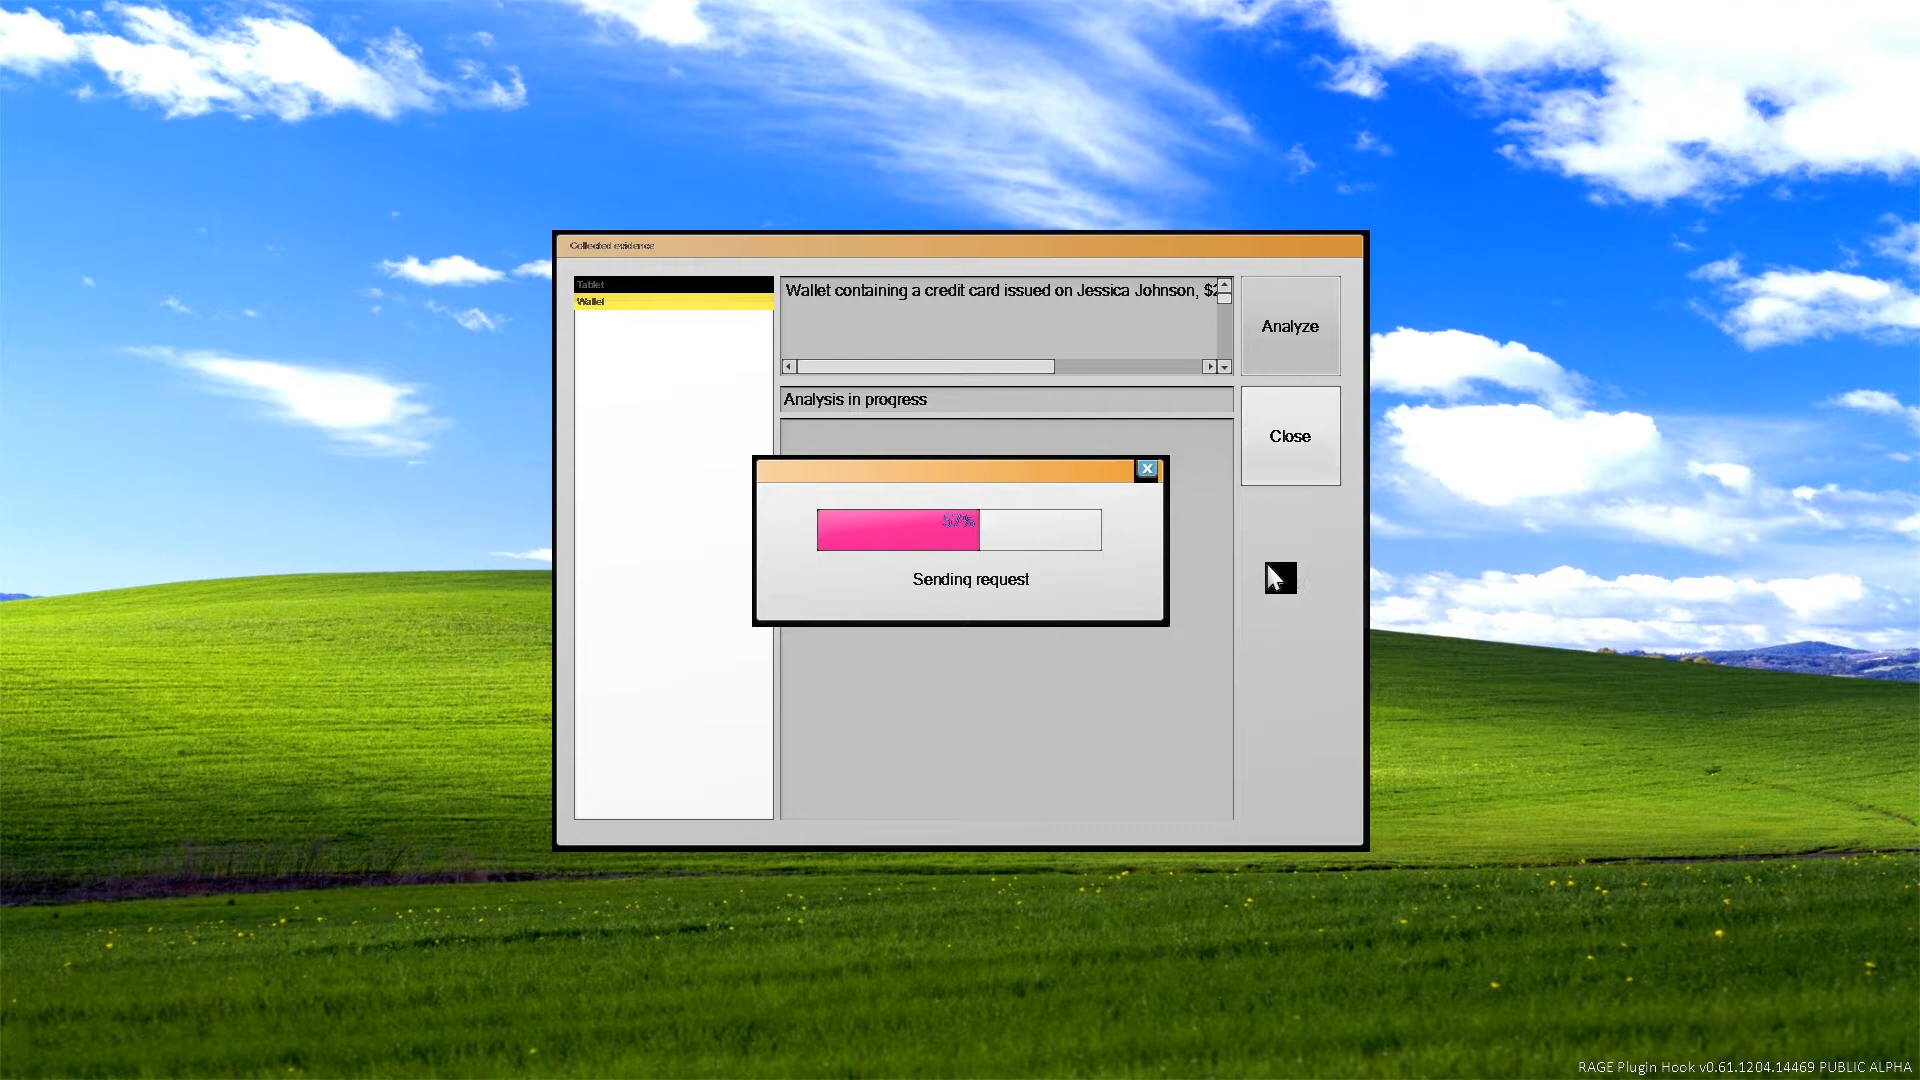 Collected evidence
Tablet
Wallet
Wallet containing a credit card issued on Jessica Johnson, $
Analyze
Analysis in progress
Close
x
57%
Sending request
RAGE Plugin Hook v0.61.1204.14469 PUBLIC ALPHA